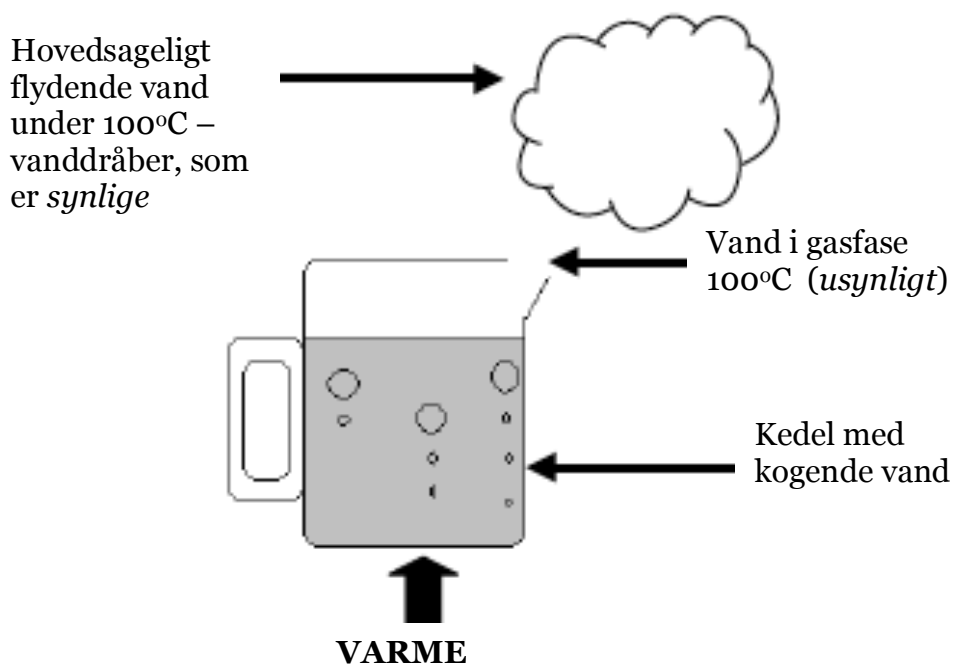 Hovedsageligt
flydende vand
under 100ºC –
vanddråber, som
er synlige
Vand i gasfase
100ºC (usynligt)
Kedel med
kogende vand
VARME